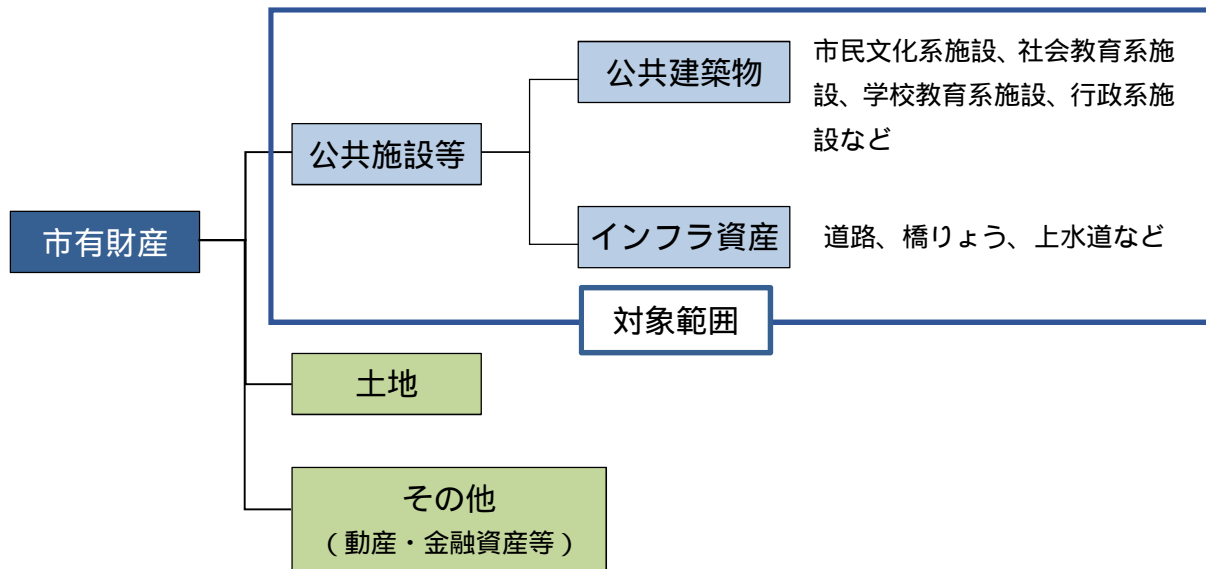 公共建築物
市民文化系施設、社会教育系施
設、学校教育系施設、行政系施
設など
公共施設等
市有財産
インフラ資産
道路、橋りょう、上水道など
対象範囲
土地
その他
（動産・金融資産等）